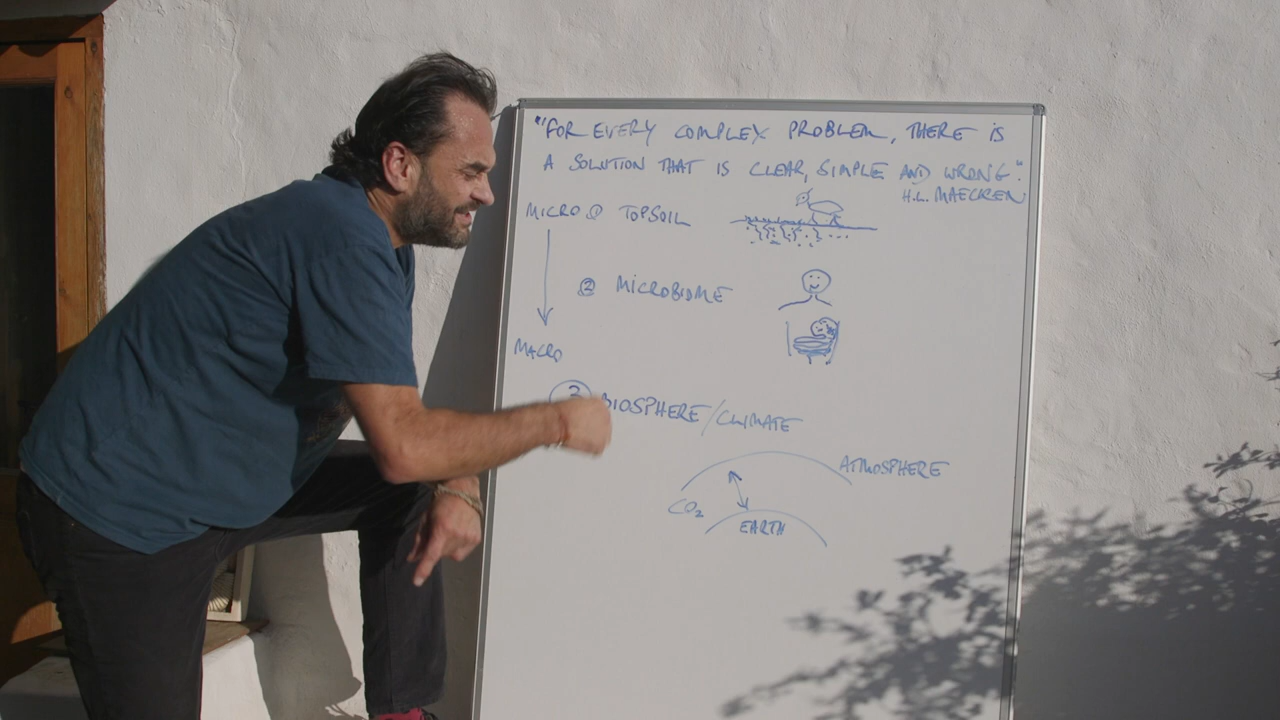 "FOR EVERY COMPLEX PROBLEM, THERE IS
A SOLUTION THAT IS CLEAR, SIMPLE AND WRONG."
H.L. MAECKEN
MICRO ① TOPSOIL
② MICROBIOME
MACRO
③ BIOSPHERE/CLIMATE
ATMOSPHERE
CO₂
EARTH